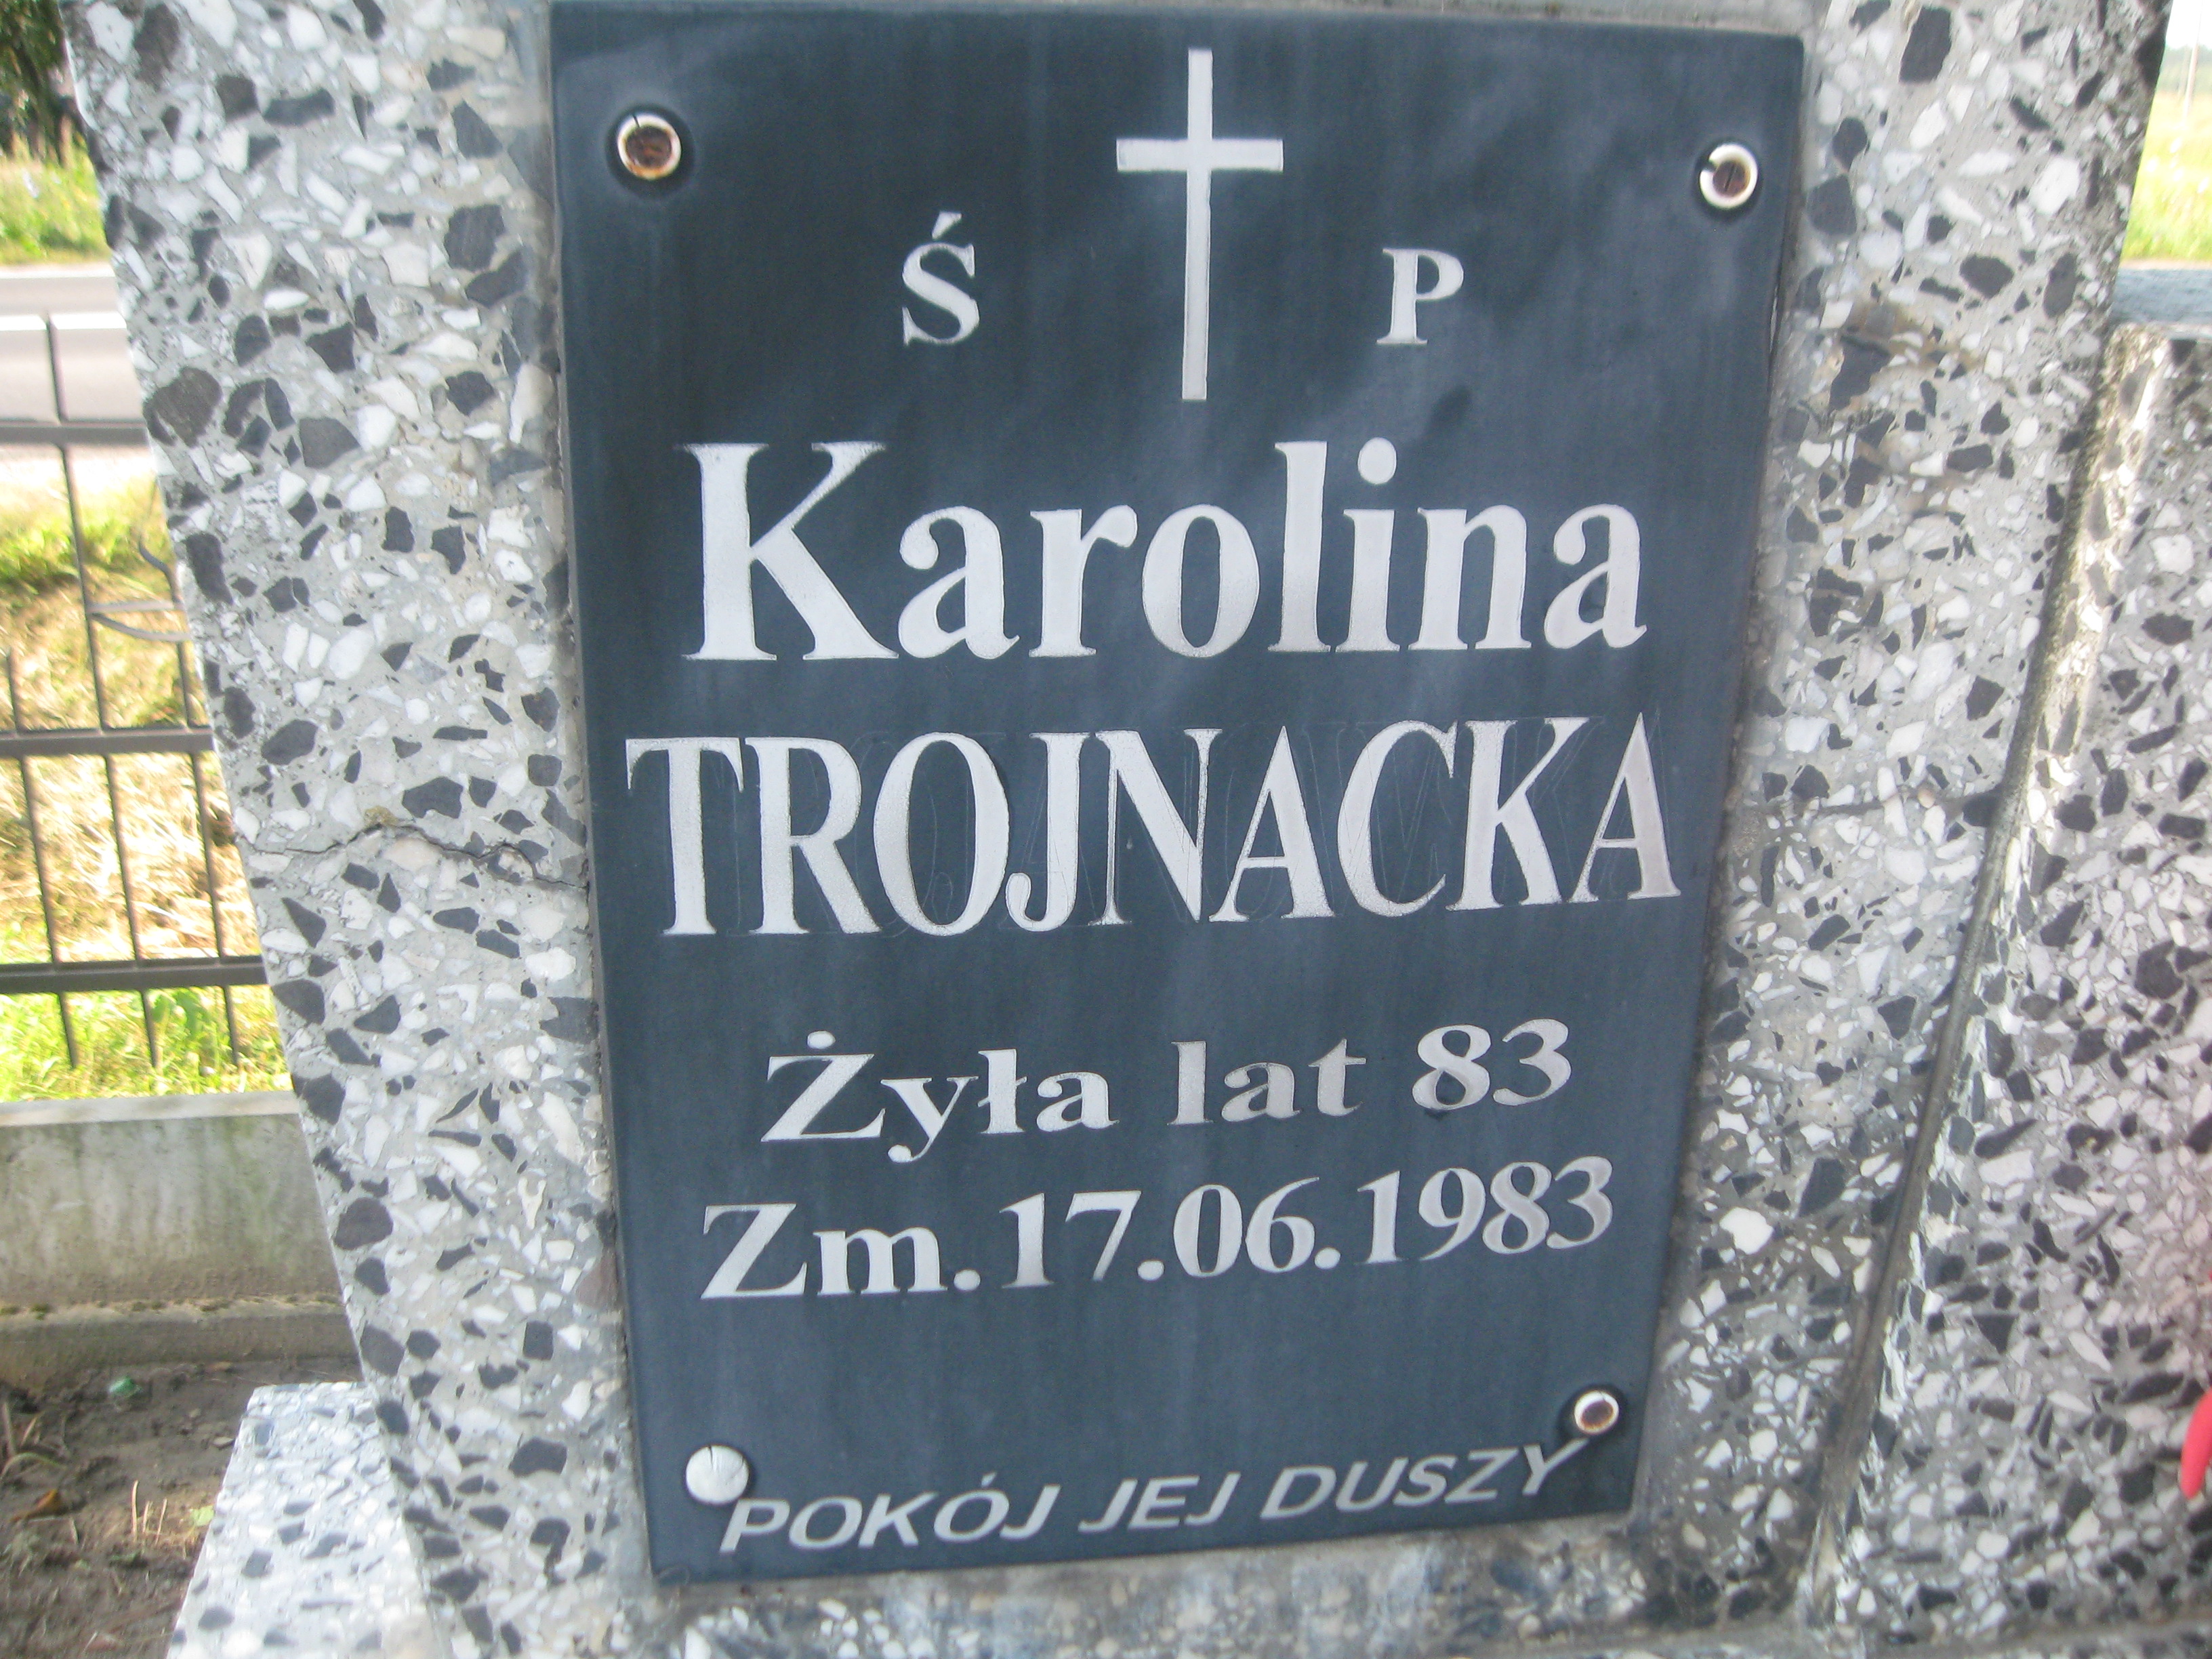 Ś P
Karolina
TROJNACKA
Żyła lat 83
Zm.17.06.1983
POKÓJ JEJ DUSZY